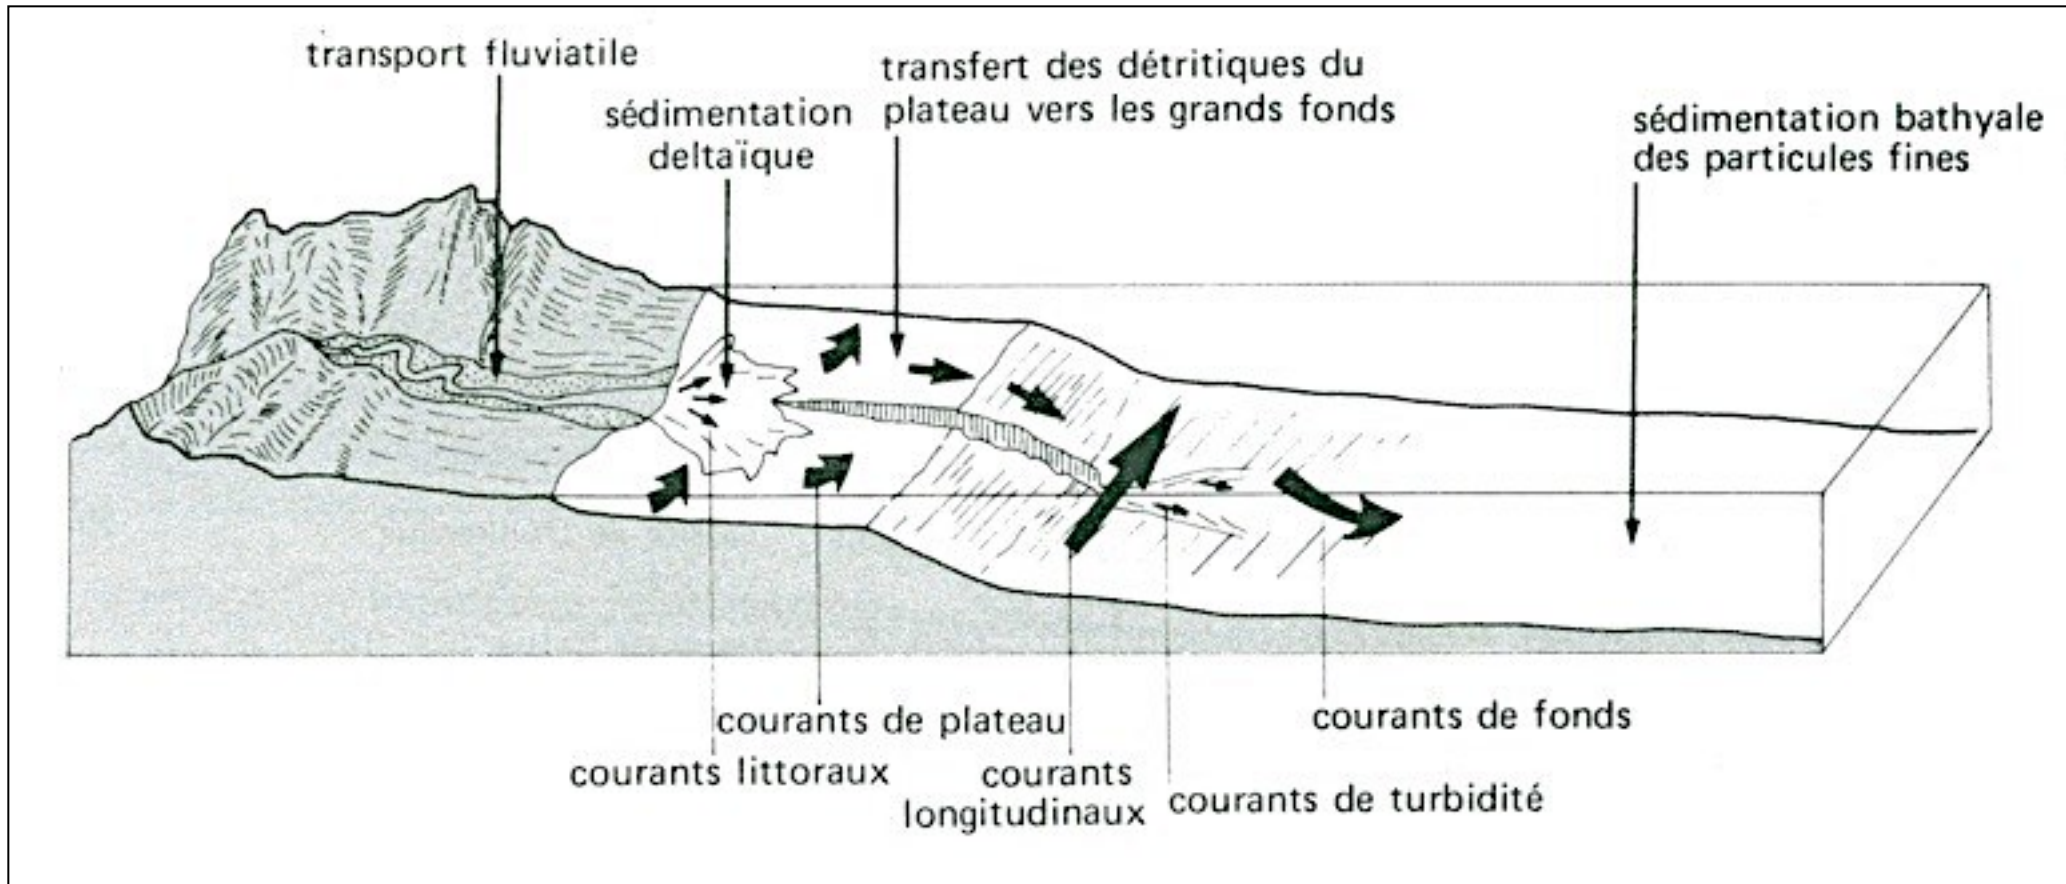 transport fluviatile
sédimentation
deltaïque
transfert des détritiques du
plateau vers les grands fonds
sédimentation bathyale
des particules fines
courants de plateau
courants littoraux
courants
longitudinaux
courants de turbidité
courants de fonds